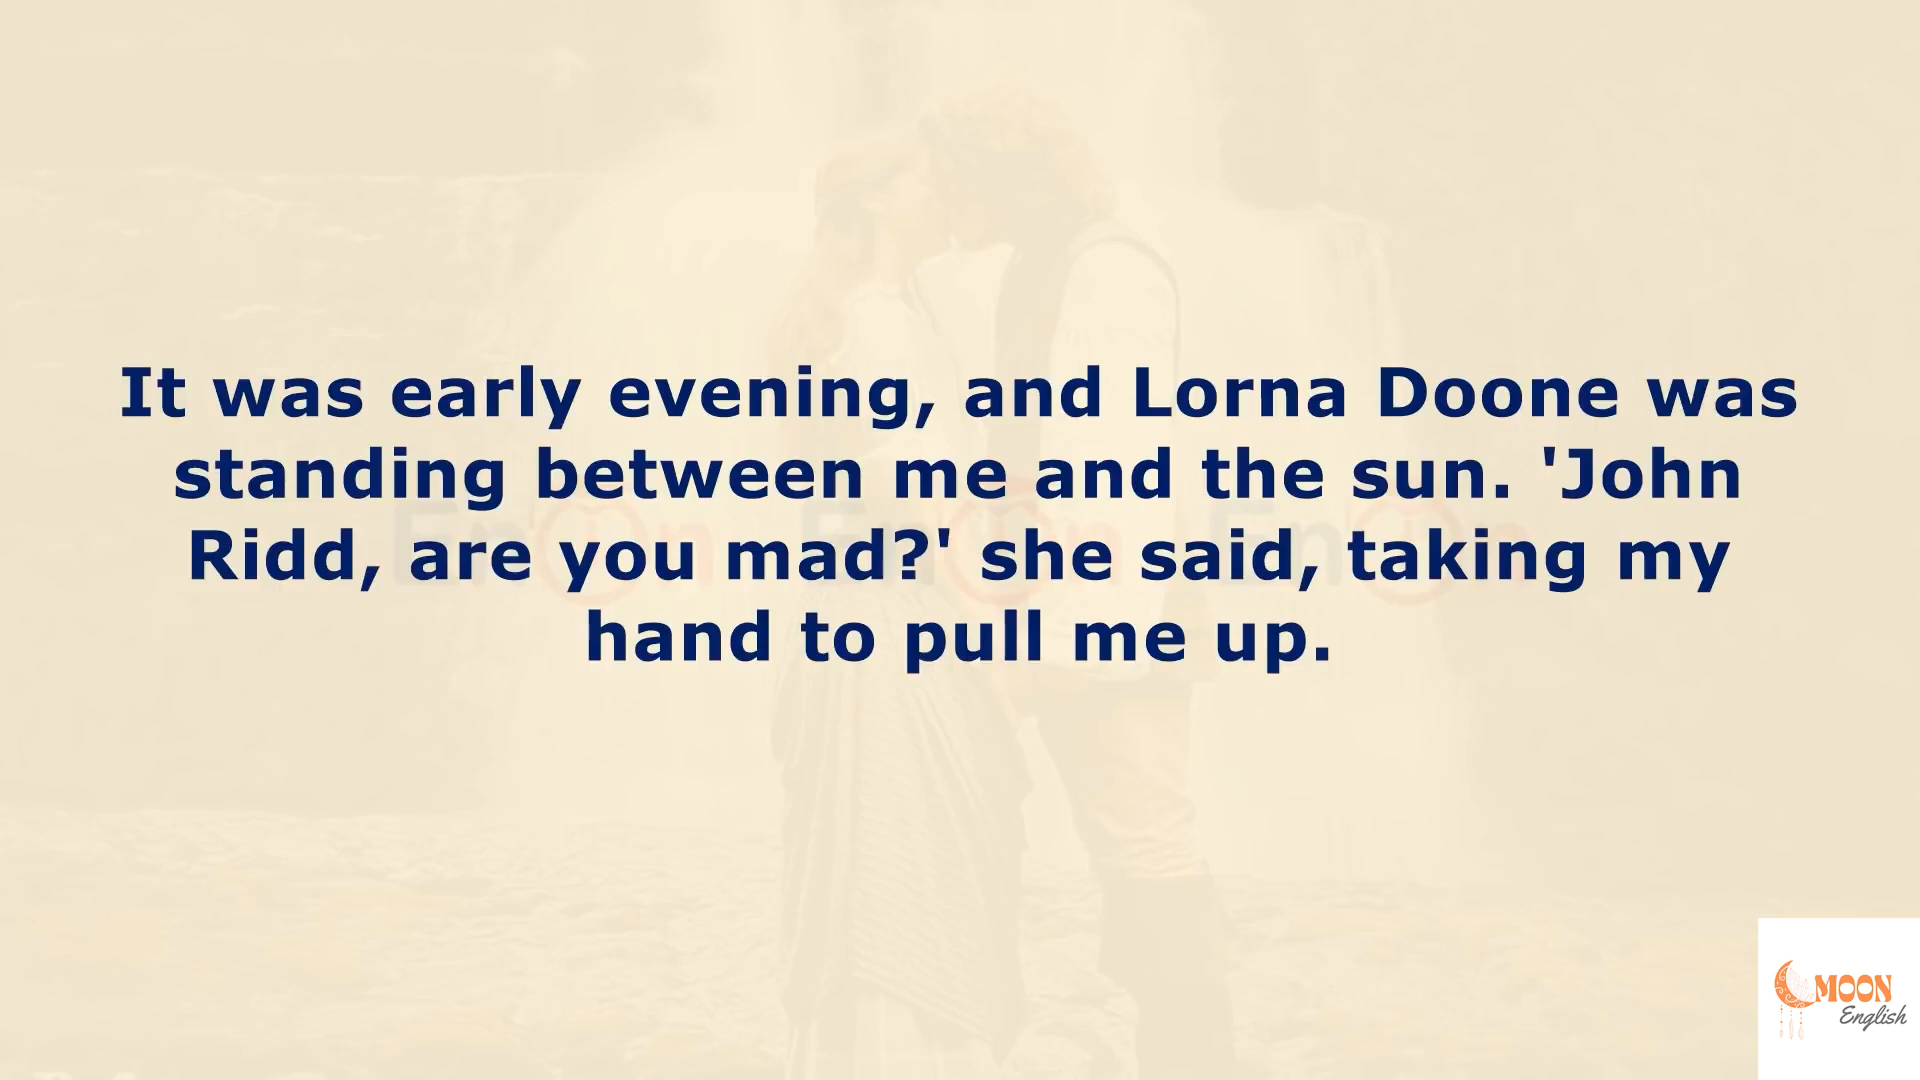 It was early evening, and Lorna Doone was
standing between me and the sun. 'John
Ridd, are you mad?' she said, taking my
hand to pull me up.
MOON
English